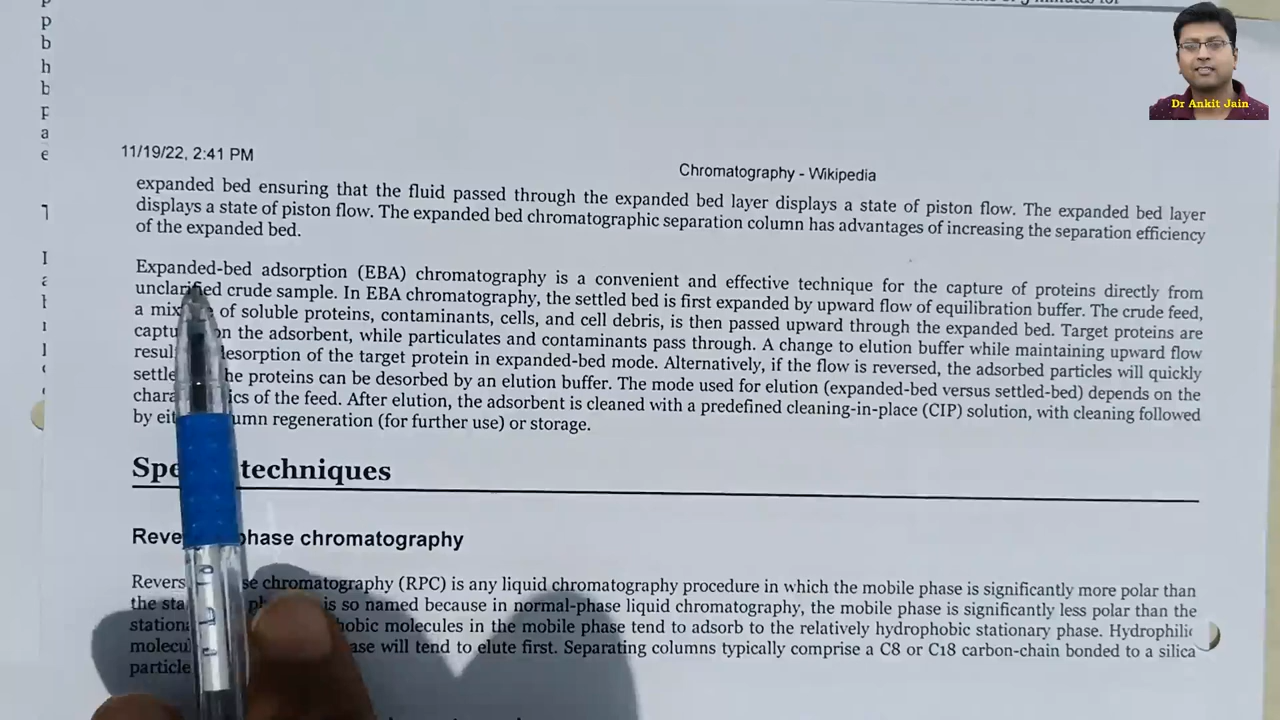 p
p
b
h
b
p
a
e
Dr Ankit Jain
11/19/22, 2:41 PM
Chromatography - Wikipedia
expanded bed ensuring that the fluid passed through the expanded bed layer displays a state of piston flow. The expanded bed layer
displays a state of piston flow. The expanded bed chromatographic separation column has advantages of increasing the separation efficiency
of the expanded bed.
Expanded-bed adsorption (EBA) chromatography is a convenient and effective technique for the capture of proteins directly from
unclarified crude sample. In EBA chromatography, the settled bed is first expanded by upward flow of equilibration buffer. The crude feed,
a of soluble proteins, contaminants, cells, and cell debris, is then passed upward through the expanded bed. Target proteins are
on the adsorbent, while particulates and contaminants pass through. A change to elution buffer while maintaining upward flow
desorption of the target protein in expanded-bed mode. Alternatively, if the flow is reversed, the adsorbed particles will quickly
the proteins can be desorbed by an elution buffer. The mode used for elution (expanded-bed versus settled-bed) depends on the
of the feed. After elution, the adsorbent is cleaned with a predefined cleaning-in-place (CIP) solution, with cleaning followed
by column regeneration (for further use) or storage.
techniques
phase chromatography
chromatography (RPC) is any liquid chromatography procedure in which the mobile phase is significantly more polar than
the is so named because in normal-phase liquid chromatography, the mobile phase is significantly less polar than the
molecules in the mobile phase tend to adsorb to the relatively hydrophobic stationary phase. Hydrophilic
will tend to elute first. Separating columns typically comprise a C8 or C18 carbon-chain bonded to a silica
particle